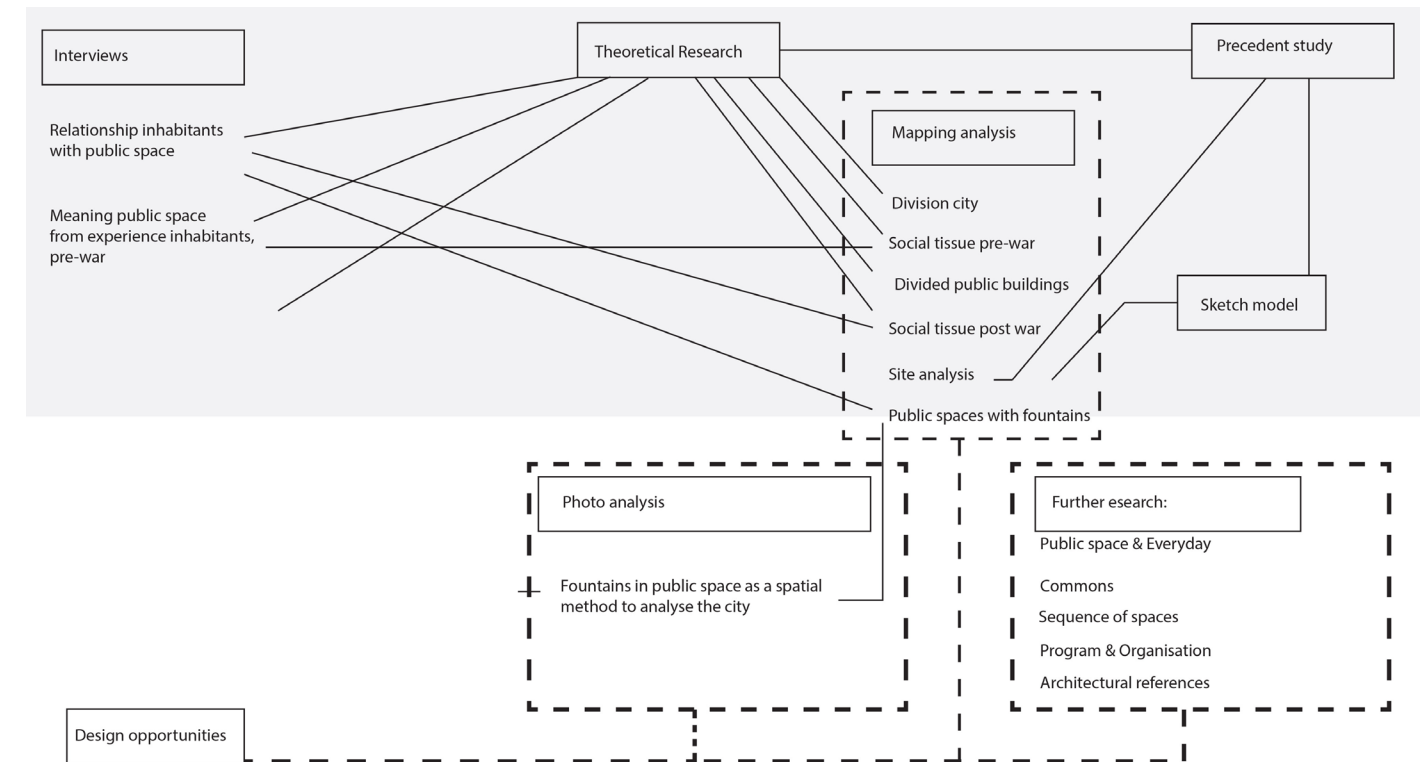 Interviews
Theoretical Research
Precedent study
Relationship inhabitants
with public space
Meaning public space
from experience inhabitants,
pre-war
Mapping analysis
Division city
Social tissue pre-war
Divided public buildings
Social tissue post war
Site analysis
Public spaces with fountains
Sketch model
Photo analysis
Fountains in public space as a spatial
method to analyse the city
Further esearch:
Public space & Everyday
Commons
Sequence of spaces
Program & Organisation
Architectural references
Design opportunities